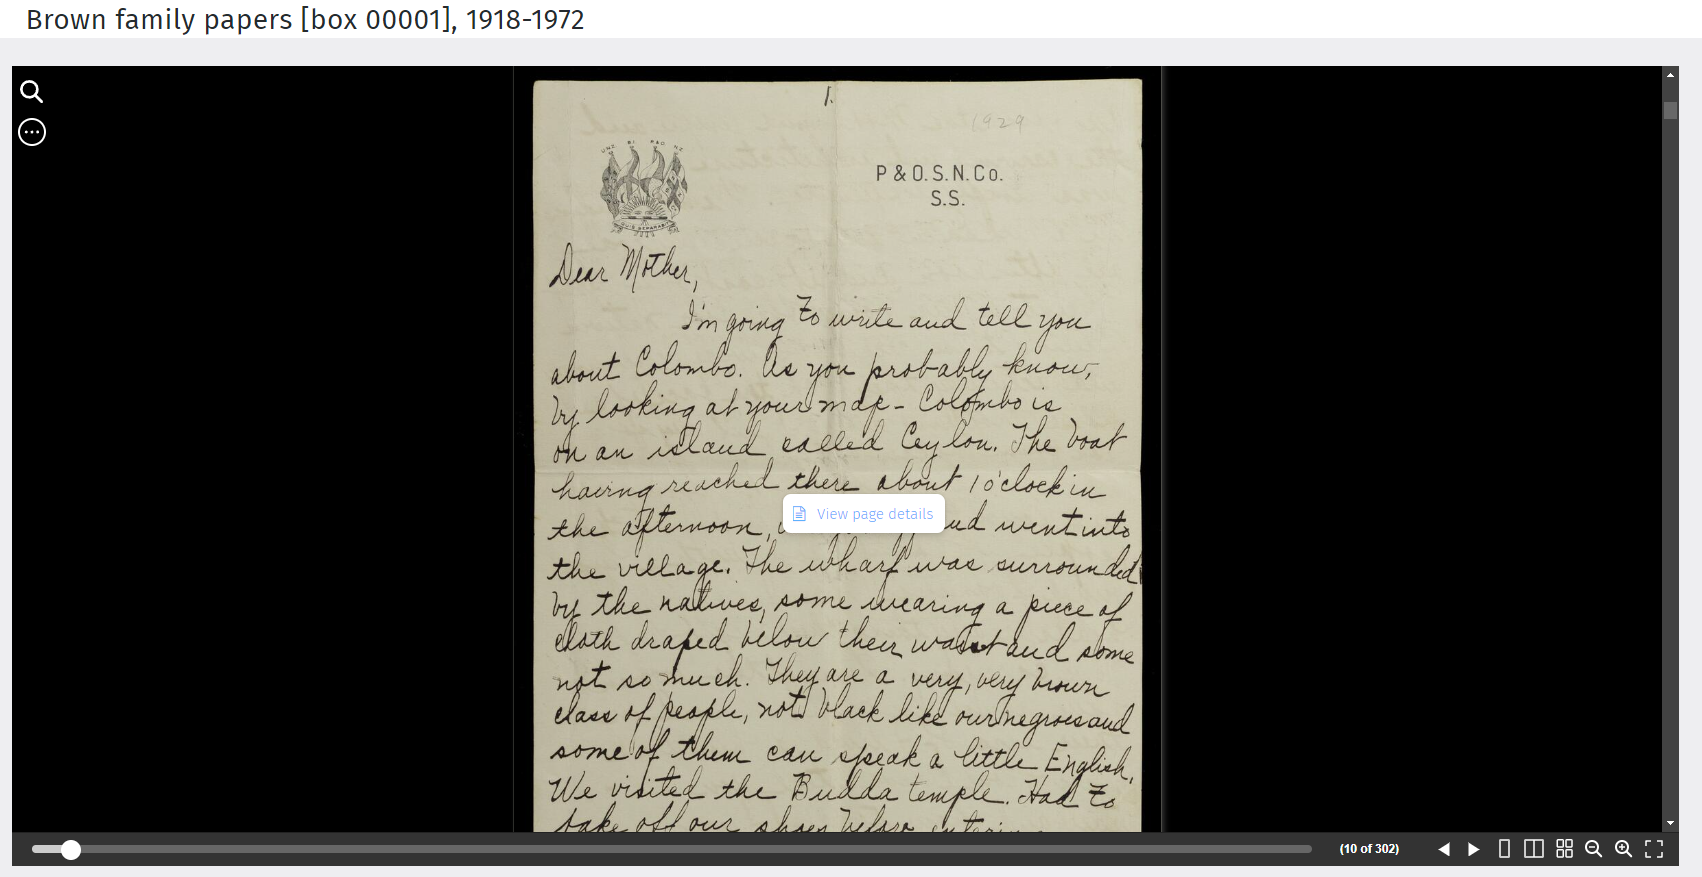 Brown family papers [box 00001], 1918-1972
1.
1929
P & O. S. N. Co.
S.S.
Dear Mother,
I'm going to write and tell you
about Colombo. As you probably know,
by looking at your map - Colombo is
on an island called Ceylon. The boat
having reached there about 1 o'clock in
the afternoon, and went into
the village. The wharf was surrounded
by the natives, some wearing a piece of
cloth draped below their waist and some
not so much. They are a very, very brown
class of people, not black like our negroes and
some of them can speak a little English.
We visited the Budda temple. Had to
take off our shoes before entering
View page details
(10 of 302)